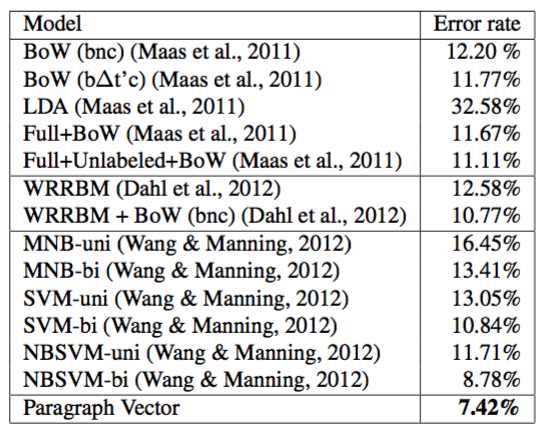 Model Error rate
BoW (bnc) (Maas et al., 2011) 12.20 %
BoW (bΔt’c) (Maas et al., 2011) 11.77%
LDA (Maas et al., 2011) 32.58%
Full+BoW (Maas et al., 2011) 11.67%
Full+Unlabeled+BoW (Maas et al., 2011) 11.11%
WRRBM (Dahl et al., 2012) 12.58%
WRRBM + BoW (bnc) (Dahl et al., 2012) 10.77%
MNB-uni (Wang & Manning, 2012) 16.45%
MNB-bi (Wang & Manning, 2012) 13.41%
SVM-uni (Wang & Manning, 2012) 13.05%
SVM-bi (Wang & Manning, 2012) 10.84%
NBSVM-uni (Wang & Manning, 2012) 11.71%
NBSVM-bi (Wang & Manning, 2012) 8.78%
Paragraph Vector 7.42%